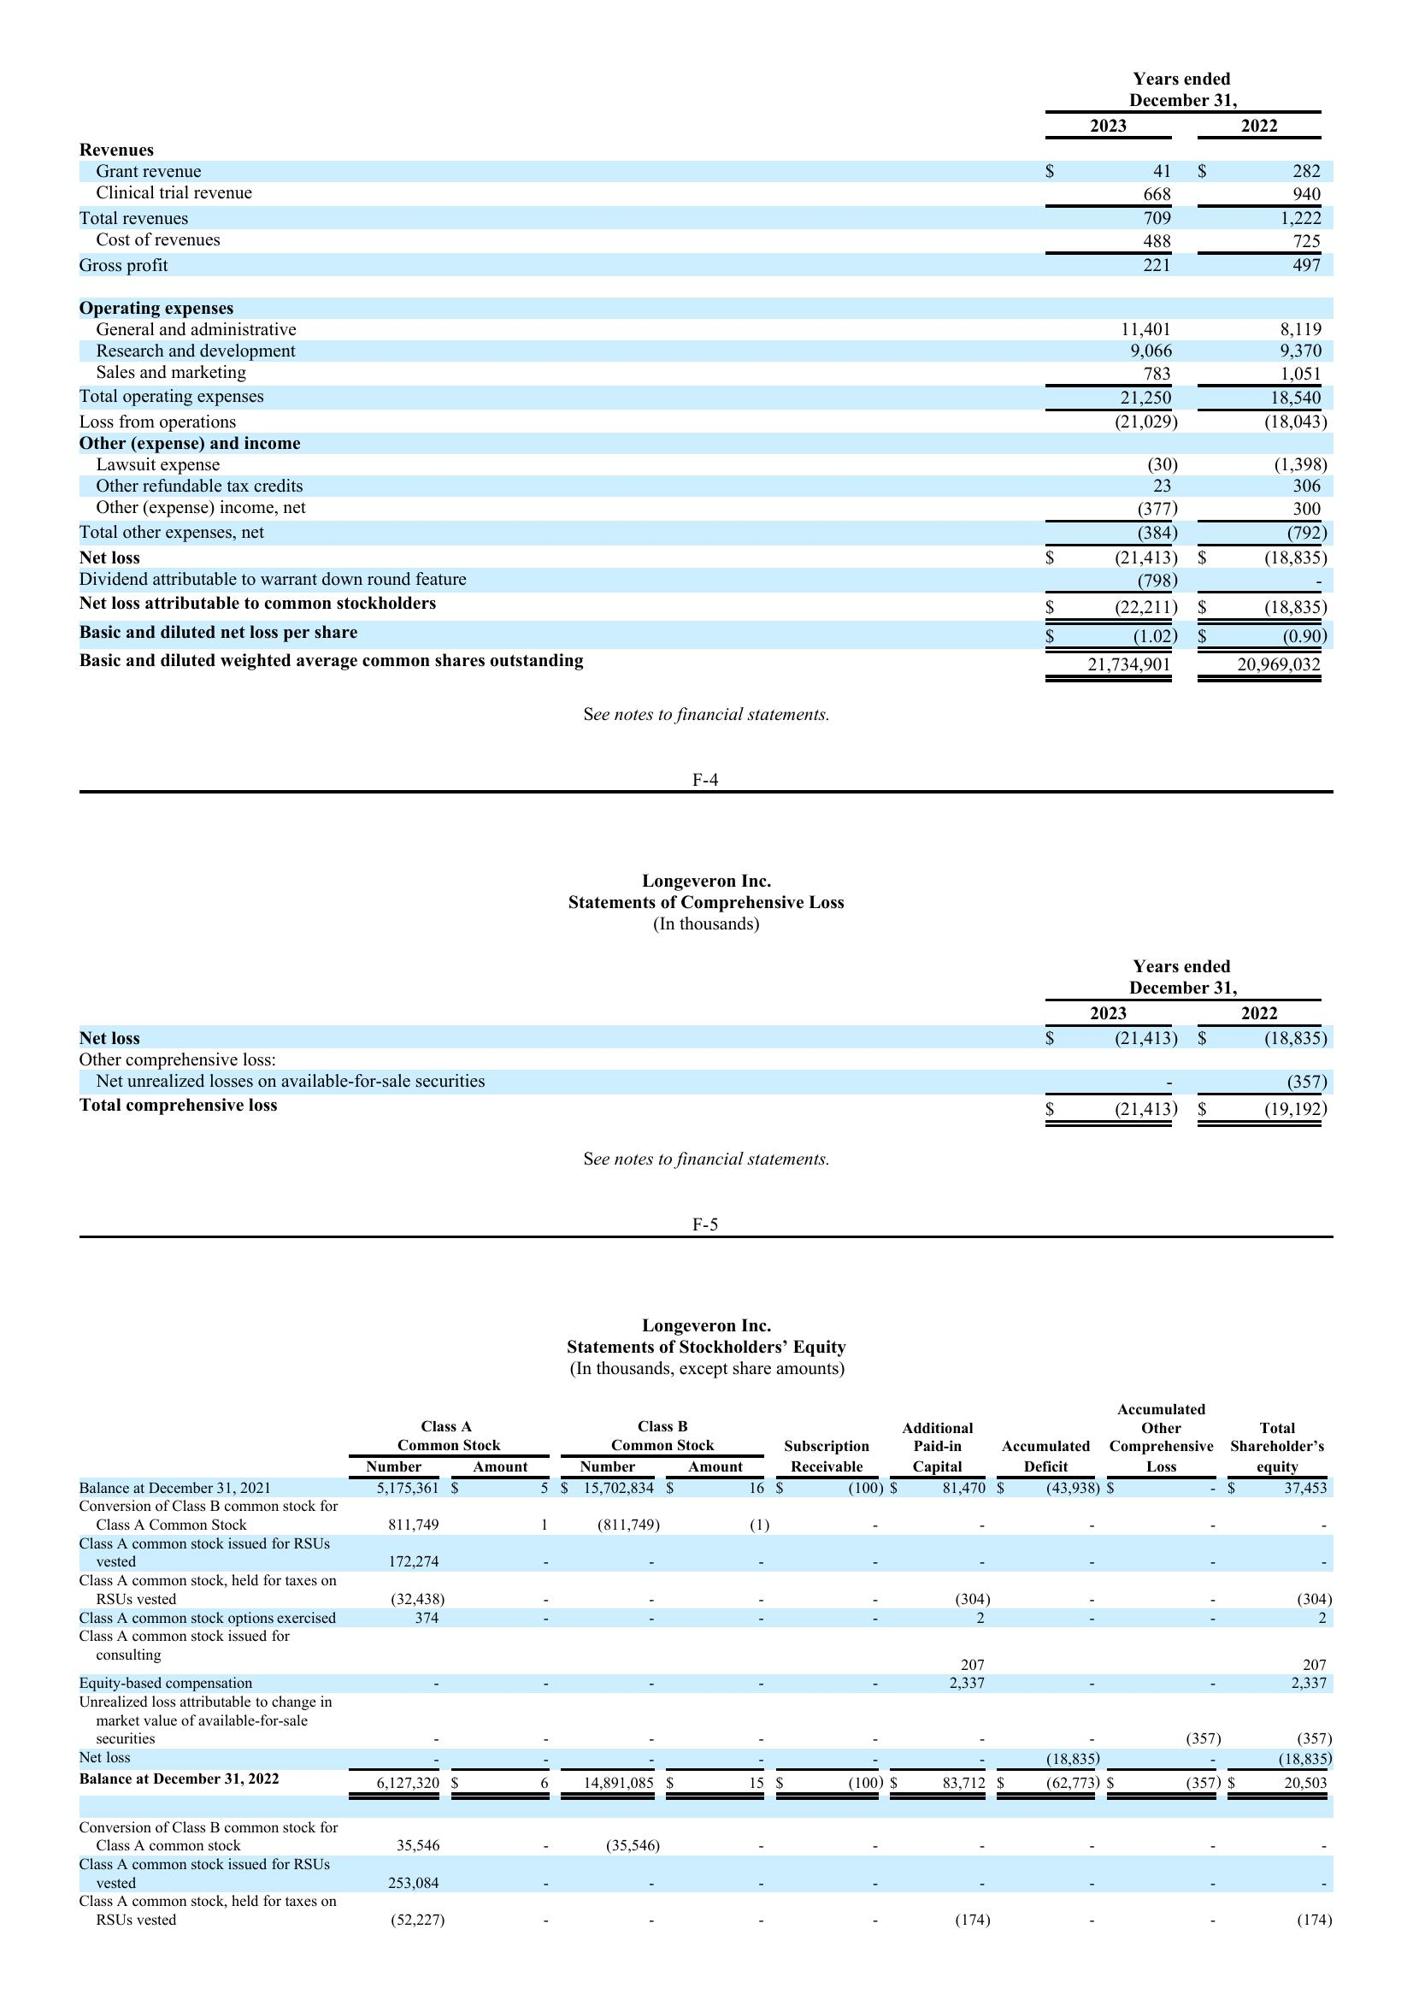 Years ended
December 31,
2023 2022
Revenues
Grant revenue $ 41 $ 282
Clinical trial revenue 668 940
Total revenues 709 1,222
Cost of revenues 488 725
Gross profit 221 497
Operating expenses
General and administrative 11,401 8,119
Research and development 9,066 9,370
Sales and marketing 783 1,051
Total operating expenses 21,250 18,540
Loss from operations (21,029) (18,043)
Other (expense) and income
Lawsuit expense (30) (1,398)
Other refundable tax credits 23 306
Other (expense) income, net (377) 300
Total other expenses, net (384) (792)
Net loss $ (21,413) $ (18,835)
Dividend attributable to warrant down round feature (798) -
Net loss attributable to common stockholders $ (22,211) $ (18,835)
Basic and diluted net loss per share $ (1.02) $ (0.90)
Basic and diluted weighted average common shares outstanding 21,734,901 20,969,032
See notes to financial statements.
F-4
Longeveron Inc.
Statements of Comprehensive Loss
(In thousands)
Years ended
December 31,
2023 2022
Net loss $ (21,413) $ (18,835)
Other comprehensive loss:
Net unrealized losses on available-for-sale securities - (357)
Total comprehensive loss $ (21,413) $ (19,192)
See notes to financial statements.
F-5
Longeveron Inc.
Statements of Stockholders’ Equity
(In thousands, except share amounts)
Accumulated
Class A Class B Additional Other Total
Common Stock Common Stock Subscription Paid-in Accumulated Comprehensive Shareholder’s
Number Amount Number Amount Receivable Capital Deficit Loss equity
Balance at December 31, 2021 5,175,361 $ 5 $ 15,702,834 $ 16 $ (100) $ 81,470 $ (43,938) $ - $ 37,453
Conversion of Class B common stock for
Class A Common Stock 811,749 1 (811,749) (1) - - - - -
Class A common stock issued for RSUs
vested 172,274 - - - - - - - -
Class A common stock, held for taxes on
RSUs vested (32,438) - - - - (304) - - (304)
Class A common stock options exercised 374 - - - - 2 - - 2
Class A common stock issued for
consulting
207 207
Equity-based compensation - - - - - 2,337 - - 2,337
Unrealized loss attributable to change in
market value of available-for-sale
securities - - - - - - - (357) (357)
Net loss - - - - - - (18,835) - (18,835)
Balance at December 31, 2022 6,127,320 $ 6 14,891,085 $ 15 $ (100) $ 83,712 $ (62,773) $ (357) $ 20,503
Conversion of Class B common stock for
Class A common stock 35,546 - (35,546) - - - - - -
Class A common stock issued for RSUs
vested 253,084 - - - - - - - -
Class A common stock, held for taxes on
RSUs vested (52,227) - - - - (174) - - (174)